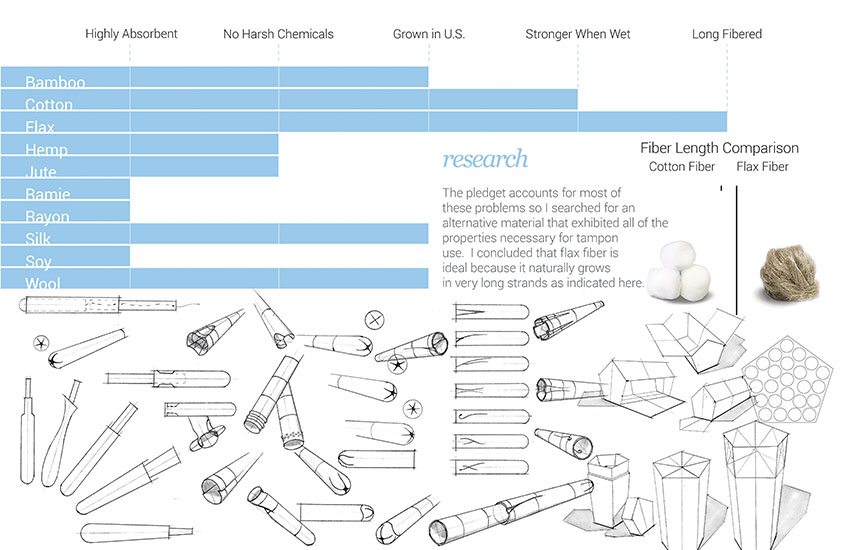 Highly Absorbent
No Harsh Chemicals
Grown in U.S.
Stronger When Wet
Long Fibered
Bamboo
Cotton
Flax
Hemp
Jute
Ramie
Rayon
Silk
Soy
Wool
research
The pledget accounts for most of
these problems so I searched for an
alternative material that exhibited all of the
properties necessary for tampon
use. I concluded that flax fiber is
ideal because it naturally grows
in very long strands as indicated here.
Fiber Length Comparison
Cotton Fiber
Flax Fiber